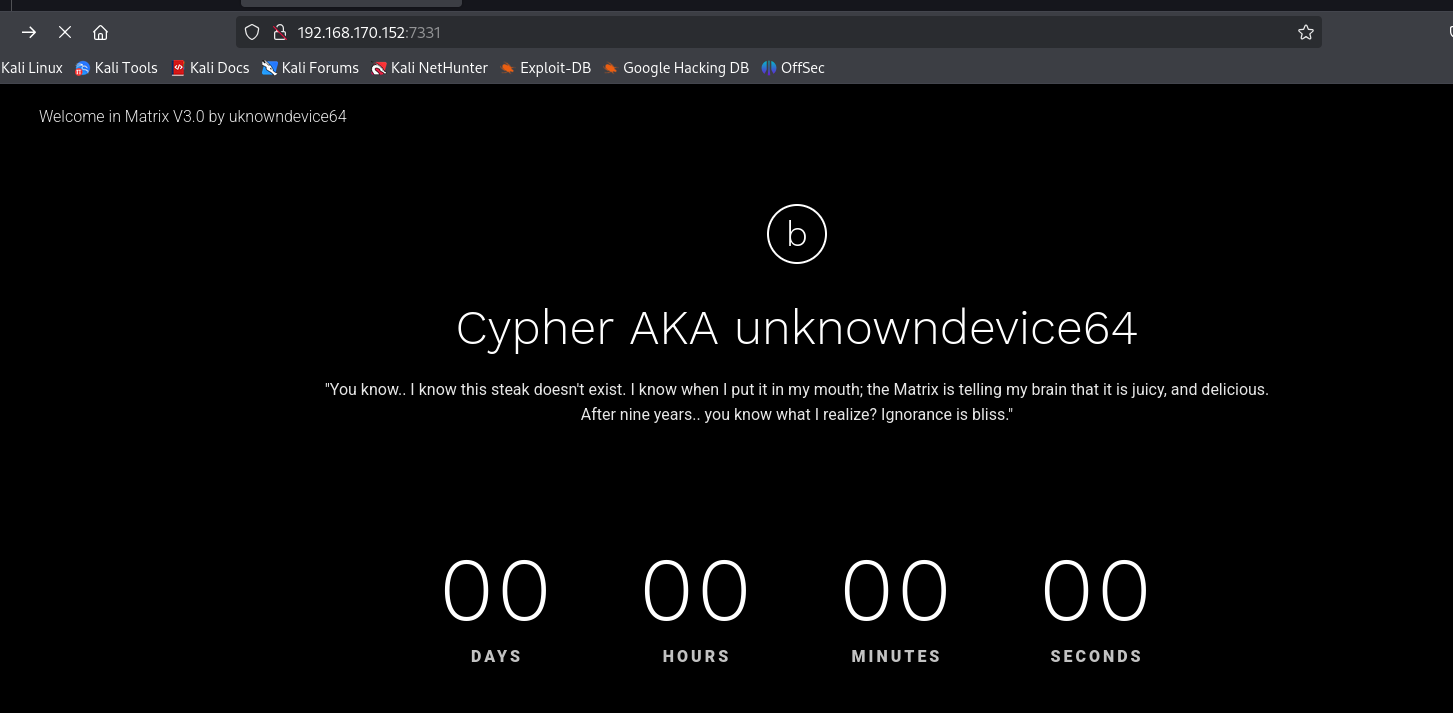 192.168.170.152:7331
Kali Linux Kali Tools Kali Docs Kali Forums Kali NetHunter Exploit-DB Google Hacking DB OffSec
Welcome in Matrix V3.0 by uknowndevice64
b
Cypher AKA unknowndevice64
"You know.. I know this steak doesn't exist. I know when I put it in my mouth; the Matrix is telling my brain that it is juicy, and delicious.
After nine years.. you know what I realize? Ignorance is bliss."
00 00 00 00
DAYS HOURS MINUTES SECONDS